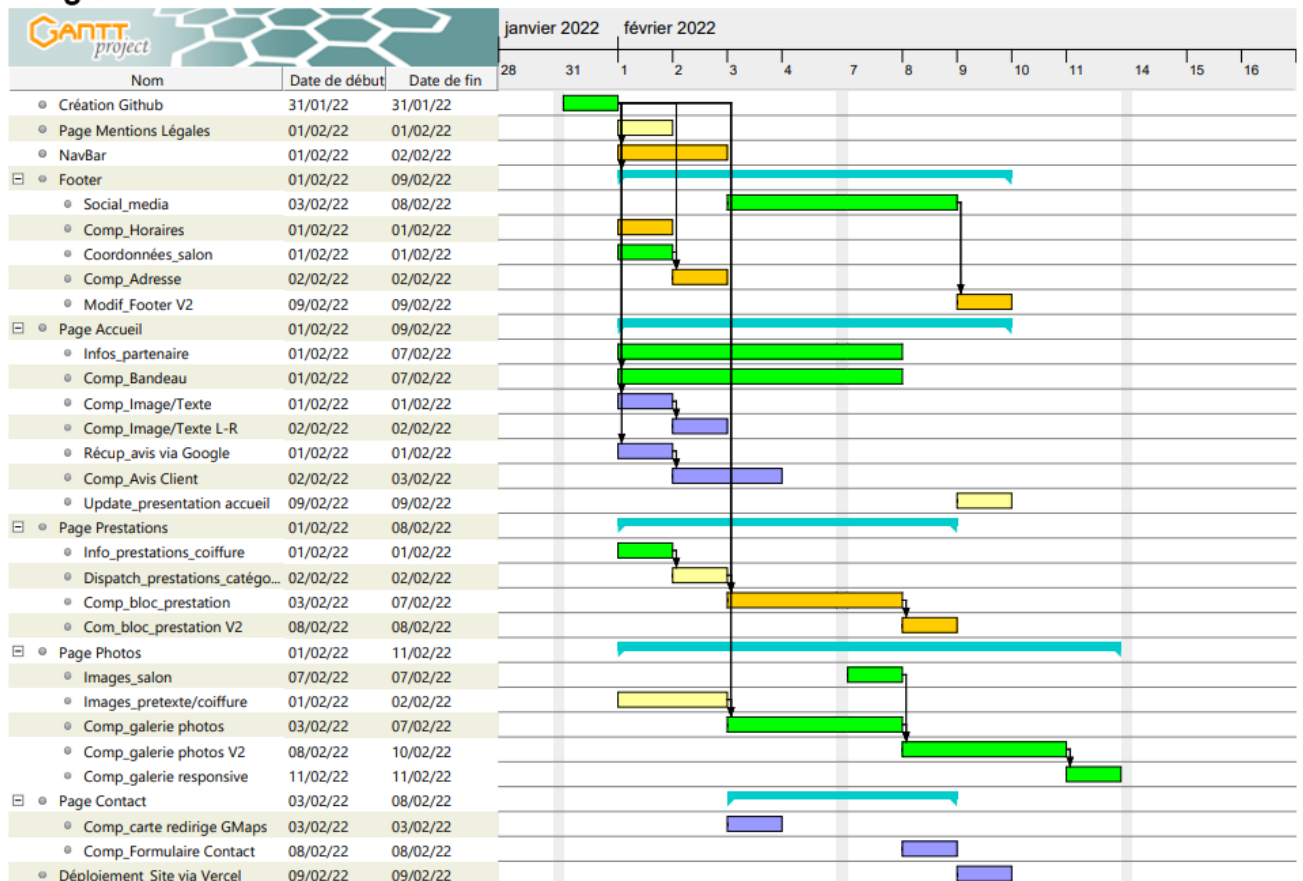 GANTT
project
janvier 2022 février 2022
28 31 1 2 3 4 7 8 9 10 11 14 15 16
Nom Date de début Date de fin
Création Github 31/01/22 31/01/22
Page Mentions Légales 01/02/22 01/02/22
NavBar 01/02/22 02/02/22
Footer 01/02/22 09/02/22
Social_media 03/02/22 08/02/22
Comp_Horaires 01/02/22 01/02/22
Coordonnées_salon 01/02/22 01/02/22
Comp_Adresse 02/02/22 02/02/22
Modif_Footer V2 09/02/22 09/02/22
Page Accueil 01/02/22 09/02/22
Infos_partenaire 01/02/22 07/02/22
Comp_Bandeau 01/02/22 07/02/22
Comp_Image/Texte 01/02/22 01/02/22
Comp_Image/Texte L-R 02/02/22 02/02/22
Récup_avis via Google 01/02/22 01/02/22
Comp_Avis Client 02/02/22 03/02/22
Update_presentation accueil 09/02/22 09/02/22
Page Prestations 01/02/22 08/02/22
Info_prestations_coiffure 01/02/22 01/02/22
Dispatch_prestations_catégo... 02/02/22 02/02/22
Comp_bloc_prestation 03/02/22 07/02/22
Com_bloc_prestation V2 08/02/22 08/02/22
Page Photos 01/02/22 11/02/22
Images_salon 07/02/22 07/02/22
Images_pretexte/coiffure 01/02/22 02/02/22
Comp_galerie photos 03/02/22 07/02/22
Comp_galerie photos V2 08/02/22 10/02/22
Comp_galerie responsive 11/02/22 11/02/22
Page Contact 03/02/22 08/02/22
Comp_carte redirige GMaps 03/02/22 03/02/22
Comp_Formulaire Contact 08/02/22 08/02/22
Déploiement_Site via Vercel 09/02/22 09/02/22